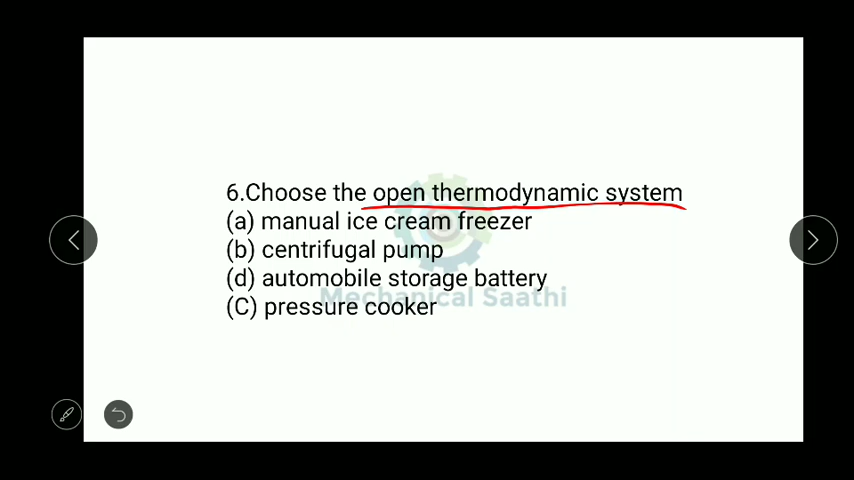 6.Choose the open thermodynamic system
(a) manual ice cream freezer
(b) centrifugal pump
(d) automobile storage battery
Mechanical Saathi
(C) pressure cooker